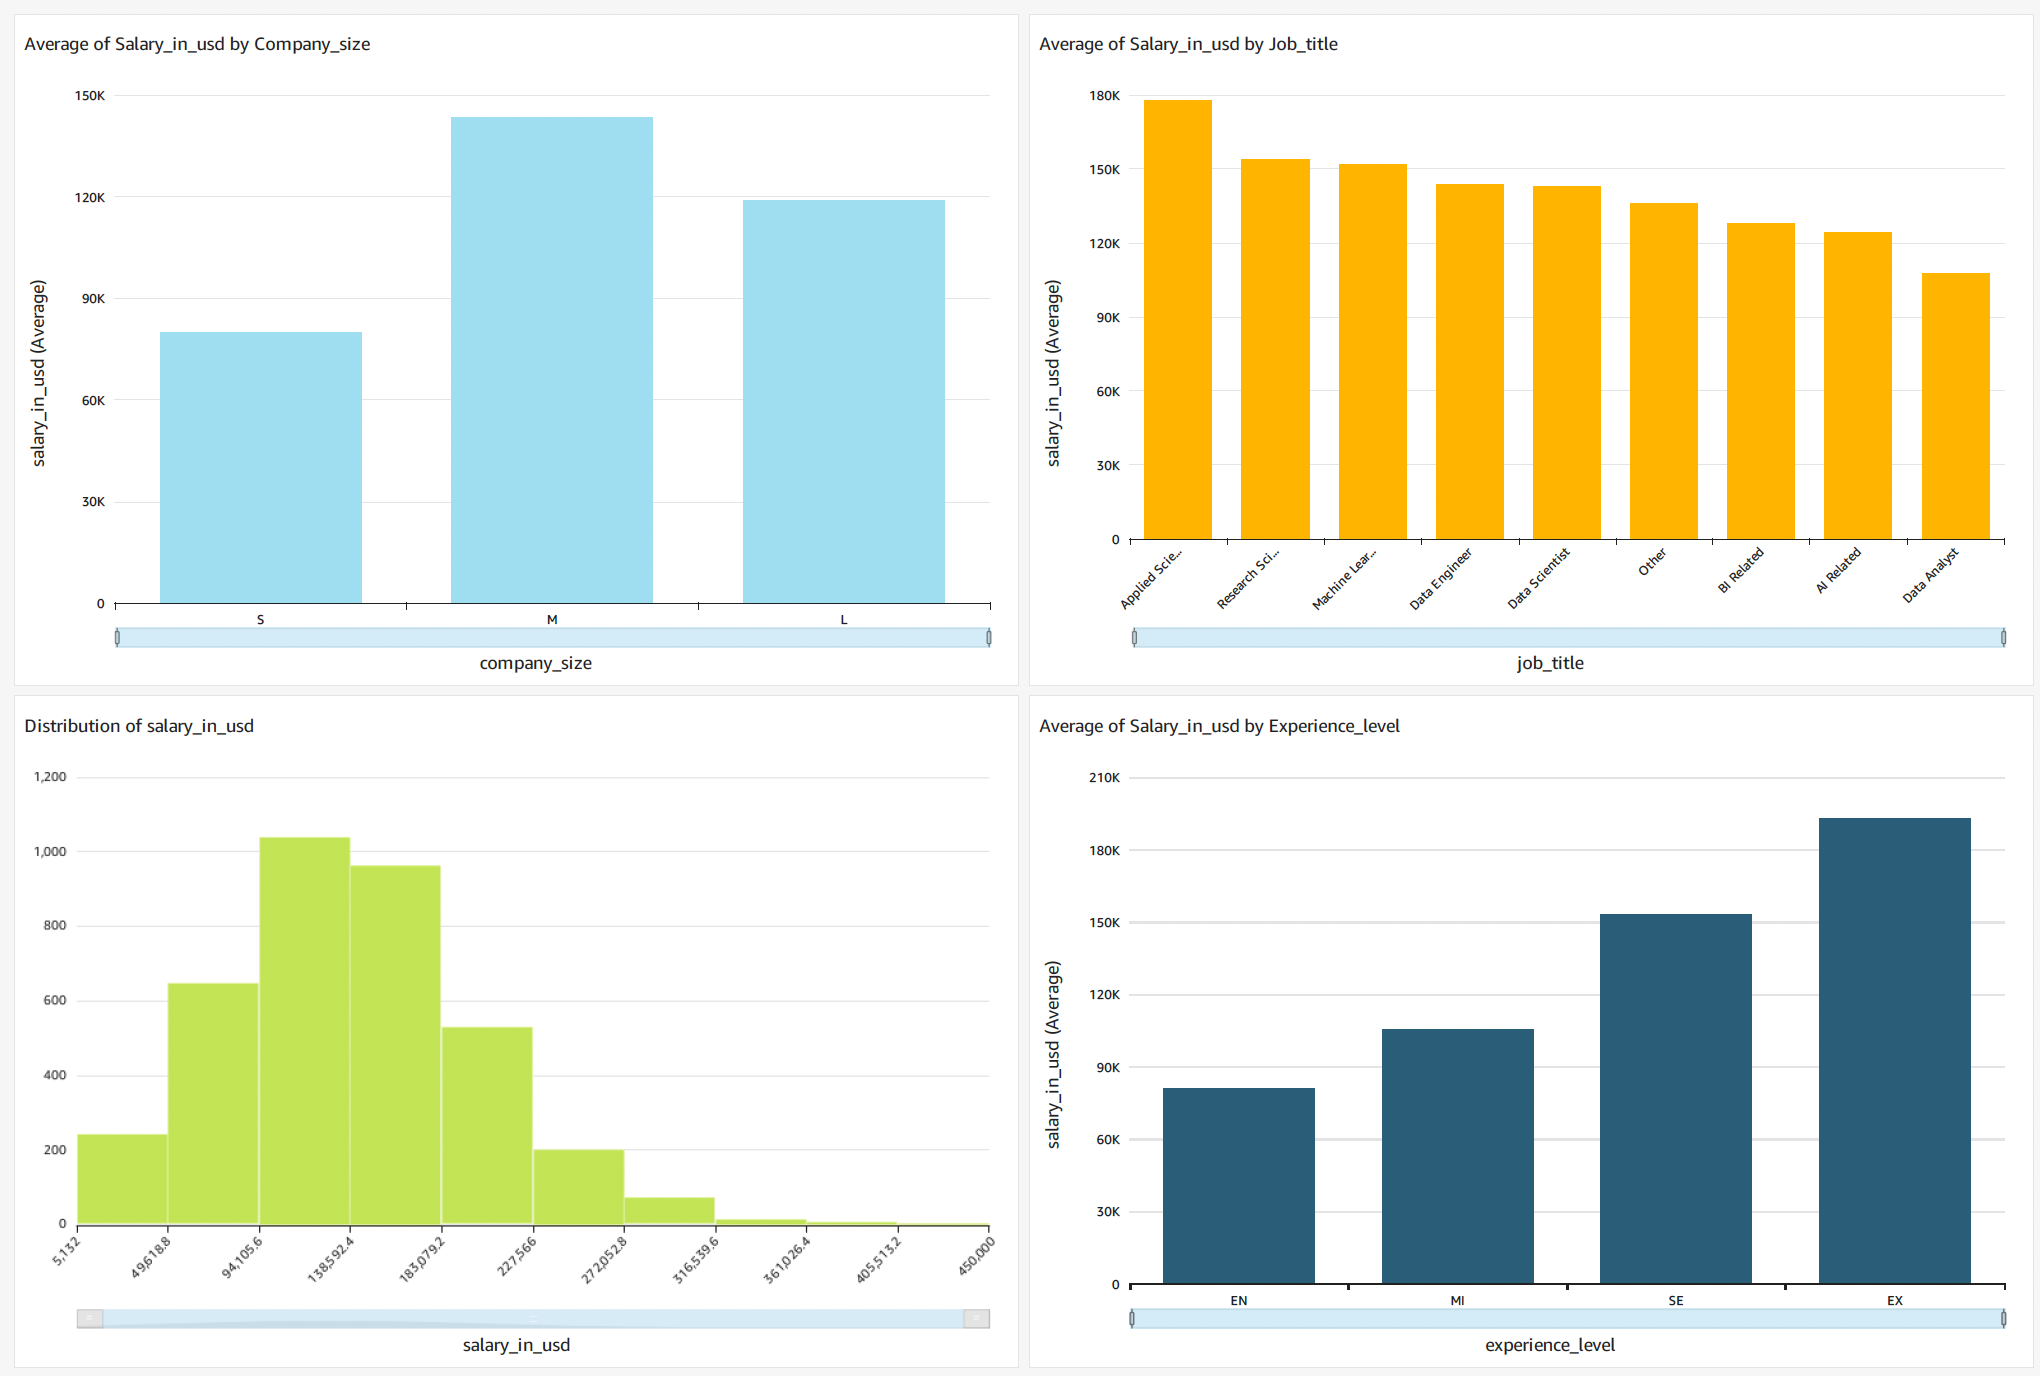 Average of Salary_in_usd by Company_size
150K
120K
90K
60K
30K
0
salary_in_usd (Average)
S M L
company_size
Average of Salary_in_usd by Job_title
180K
150K
120K
90K
60K
30K
0
salary_in_usd (Average)
Applied Scie...
Research Sci...
Machine Lear...
Data Engineer
Data Scientist
Other
BI Related
AI Related
Data Analyst
job_title
Distribution of salary_in_usd
1,200
1,000
800
600
400
200
0
5,132
49,618.8
94,105.6
138,592.4
183,079.2
227,566
272,052.8
316,539.6
361,026.4
405,513.2
450,000
salary_in_usd
Average of Salary_in_usd by Experience_level
210K
180K
150K
120K
90K
60K
30K
0
salary_in_usd (Average)
EN MI SE EX
experience_level